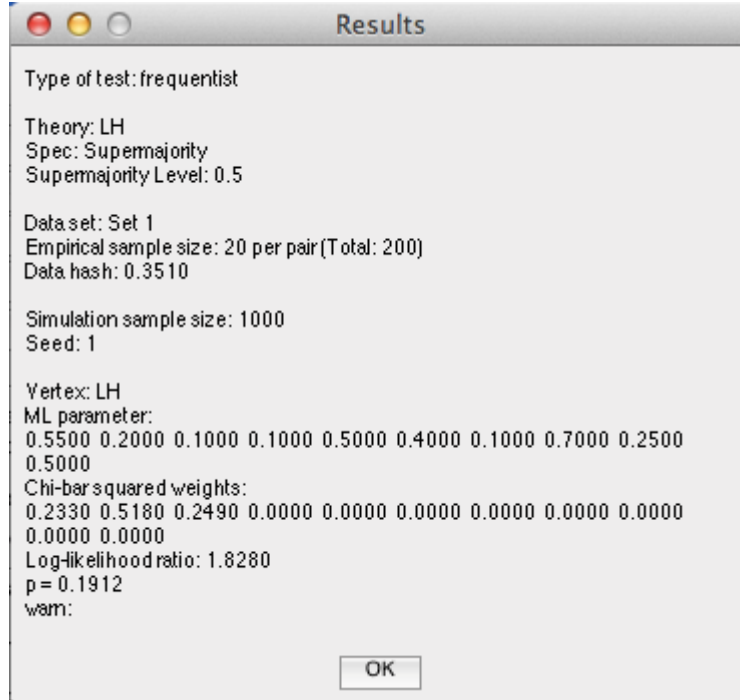 Results
Type of test: frequentist
Theory: LH
Spec: Supermajority
Supermajority Level: 0.5
Data set: Set 1
Empirical sample size: 20 per pair (Total: 200)
Data hash: 0.3510
Simulation sample size: 1000
Seed: 1
Vertex: LH
ML parameter:
0.5500 0.2000 0.1000 0.1000 0.5000 0.4000 0.1000 0.7000 0.2500
0.5000
Chi-bar squared weights:
0.2330 0.5180 0.2490 0.0000 0.0000 0.0000 0.0000 0.0000 0.0000
0.0000 0.0000
Log-likelihood ratio: 1.8280
p = 0.1912
warn:
OK